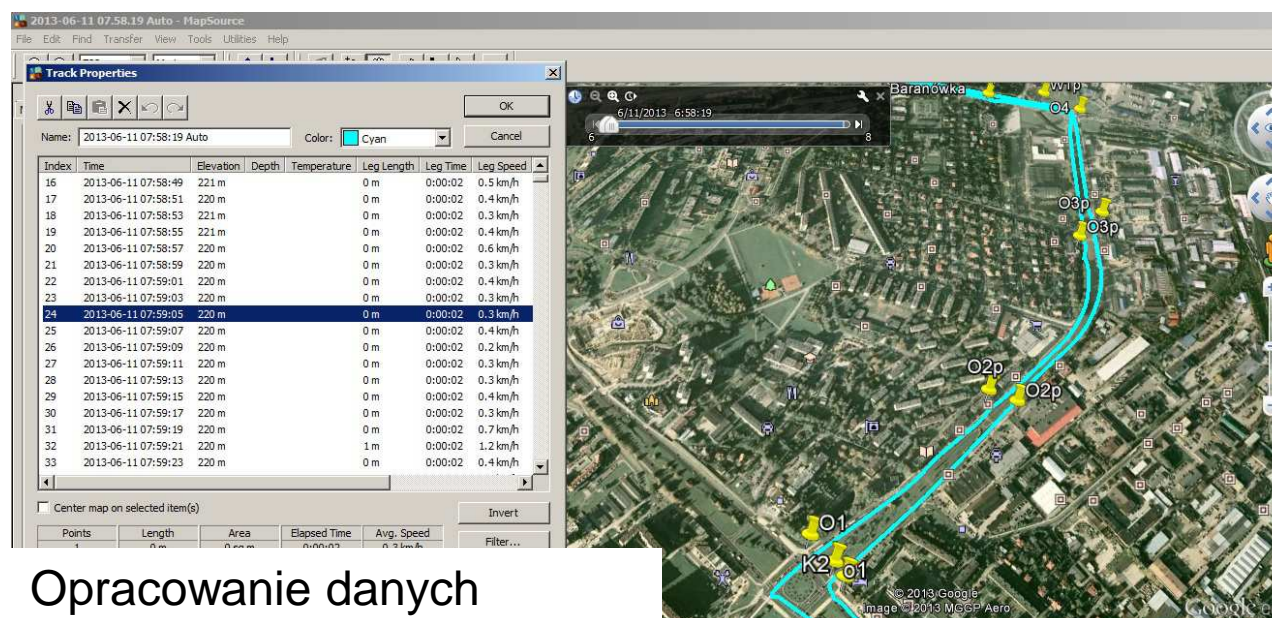 2013-06-11 07.58.19 Auto - MapSource
File Edit Find Transfer View Tools Utilities Help
Track Properties
OK
Name: 2013-06-11 07:58:19 Auto Color: Cyan Cancel
Index Time Elevation Depth Temperature Leg Length Leg Time Leg Speed
16 2013-06-11 07:58:49 221 m 0 m 0:00:02 0.5 km/h
17 2013-06-11 07:58:51 220 m 0 m 0:00:02 0.4 km/h
18 2013-06-11 07:58:53 221 m 0 m 0:00:02 0.3 km/h
19 2013-06-11 07:58:55 221 m 0 m 0:00:02 0.4 km/h
20 2013-06-11 07:58:57 220 m 0 m 0:00:02 0.6 km/h
21 2013-06-11 07:58:59 220 m 0 m 0:00:02 0.3 km/h
22 2013-06-11 07:59:01 220 m 0 m 0:00:02 0.4 km/h
23 2013-06-11 07:59:03 220 m 0 m 0:00:02 0.3 km/h
24 2013-06-11 07:59:05 220 m 0 m 0:00:02 0.3 km/h
25 2013-06-11 07:59:07 220 m 0 m 0:00:02 0.4 km/h
26 2013-06-11 07:59:09 220 m 0 m 0:00:02 0.2 km/h
27 2013-06-11 07:59:11 220 m 0 m 0:00:02 0.3 km/h
28 2013-06-11 07:59:13 220 m 0 m 0:00:02 0.3 km/h
29 2013-06-11 07:59:15 220 m 0 m 0:00:02 0.4 km/h
30 2013-06-11 07:59:17 220 m 0 m 0:00:02 0.3 km/h
31 2013-06-11 07:59:19 220 m 0 m 0:00:02 0.7 km/h
32 2013-06-11 07:59:21 220 m 1 m 0:00:02 1.2 km/h
33 2013-06-11 07:59:23 220 m 0 m 0:00:02 0.4 km/h
Center map on selected item(s)
Invert
Points Length Area Elapsed Time Avg. Speed
Filter...
1 0 m 0 sq m 0:00:02 0.3 km/h
6/11/2013 6:58:19
6 8
Baranówka
W1p
O4
O3p
O3p
O2p
O2p
O1
K2 o1
© 2013 Google
Image © 2013 MGGP Aero
Google
Opracowanie danych